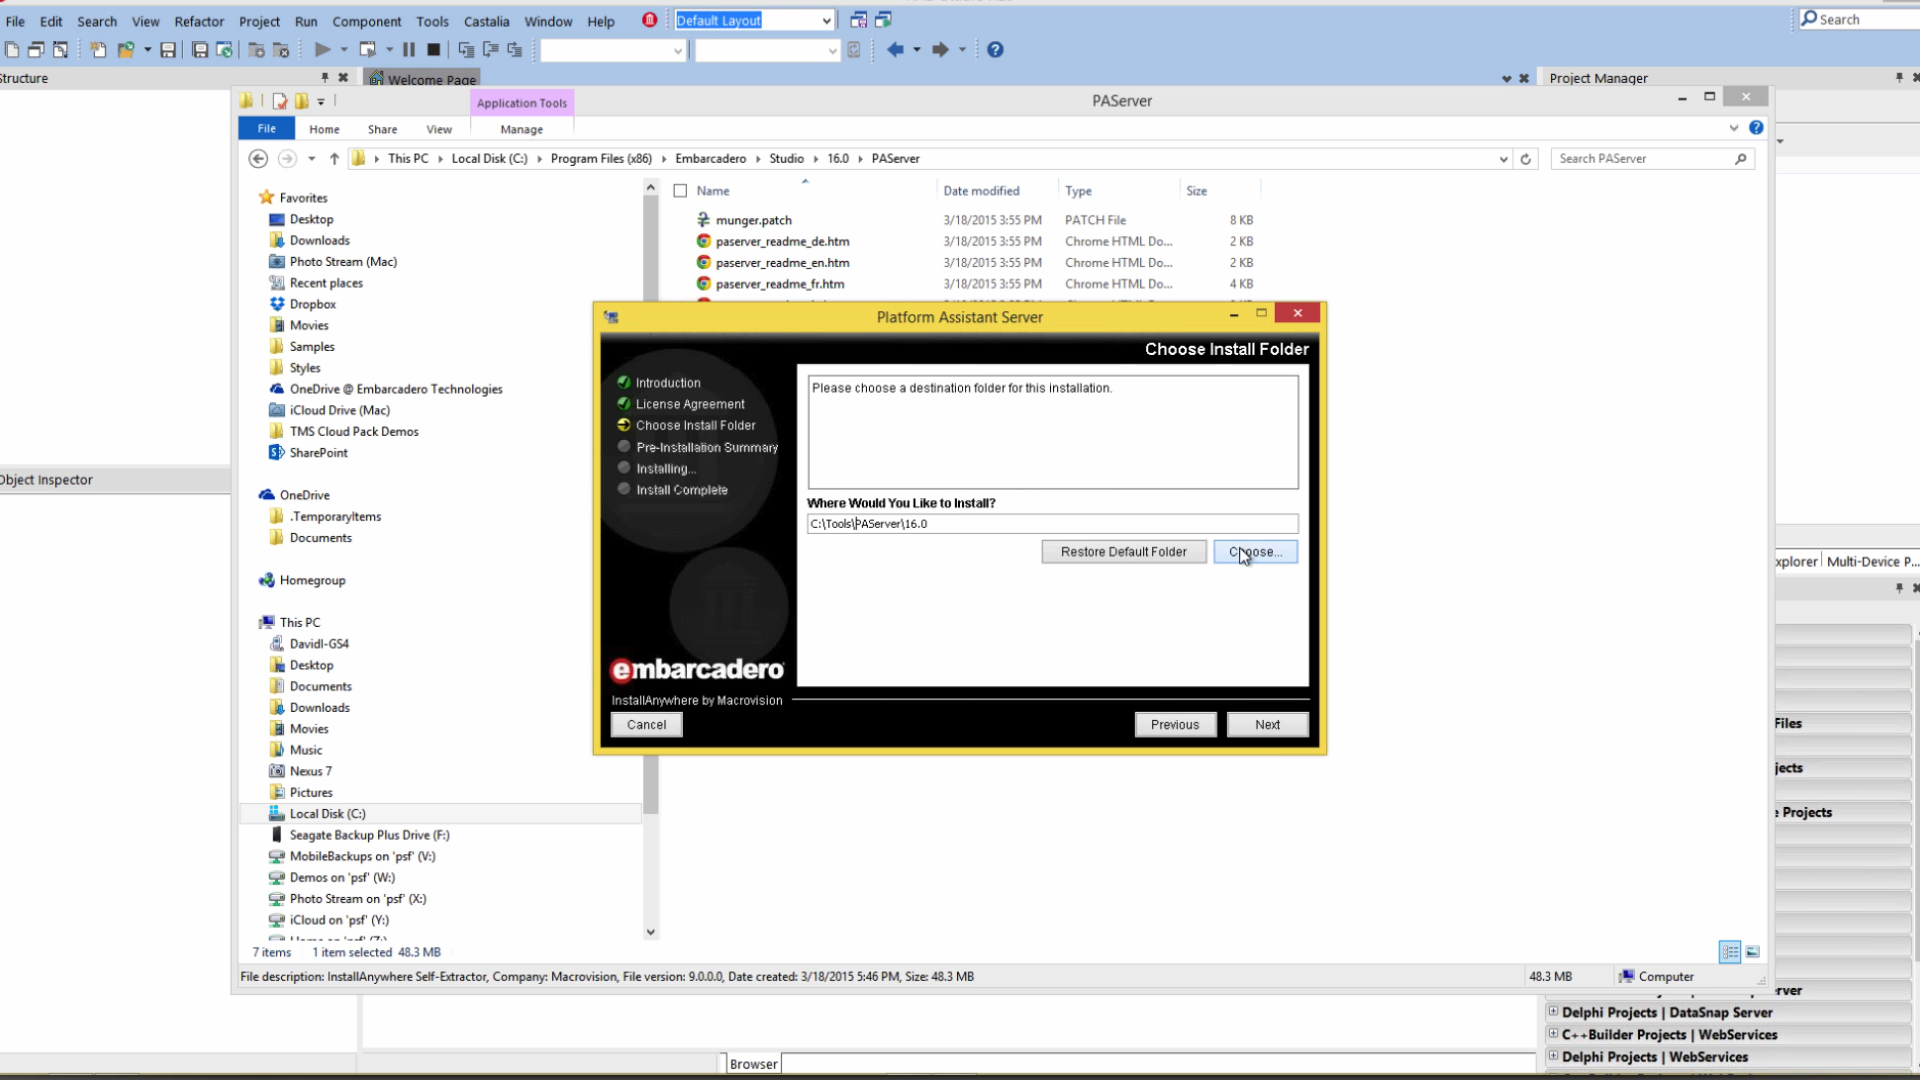 File Edit Search View Refactor Project Run Component Tools Castalia Window Help Default Layout
Search
Structure
Welcome Page
Project Manager
Application Tools
PAServer
File Home Share View Manage
This PC Local Disk (C:) Program Files (x86) Embarcadero Studio 16.0 PAServer
Search PAServer
Favorites
Desktop
Downloads
Photo Stream (Mac)
Recent places
Dropbox
Movies
Samples
Styles
OneDrive @ Embarcadero Technologies
iCloud Drive (Mac)
TMS Cloud Pack Demos
SharePoint
OneDrive
.TemporaryItems
Documents
Homegroup
This PC
Davidl-GS4
Desktop
Documents
Downloads
Movies
Music
Nexus 7
Pictures
Local Disk (C:)
Seagate Backup Plus Drive (F:)
MobileBackups on 'psf' (V:)
Demos on 'psf' (W:)
Photo Stream on 'psf' (X:)
iCloud on 'psf' (Y:)
Name Date modified Type Size
munger.patch 3/18/2015 3:55 PM PATCH File 8 KB
paserver_readme_de.htm 3/18/2015 3:55 PM Chrome HTML Do... 2 KB
paserver_readme_en.htm 3/18/2015 3:55 PM Chrome HTML Do... 2 KB
paserver_readme_fr.htm 3/18/2015 3:55 PM Chrome HTML Do... 4 KB
Platform Assistant Server
Choose Install Folder
Introduction
License Agreement
Choose Install Folder
Pre-Installation Summary
Installing...
Install Complete
embarcadero
InstallAnywhere by Macrovision
Please choose a destination folder for this installation.
Where Would You Like to Install?
C:\Tools\PAServer\16.0
Restore Default Folder
Choose...
Cancel
Previous
Next
7 items 1 item selected 48.3 MB
File description: InstallAnywhere Self-Extractor, Company: Macrovision, File version: 9.0.0.0, Date created: 3/18/2015 5:46 PM, Size: 48.3 MB
48.3 MB
Computer
Object Inspector
Multi-Device P...
Files
Projects
Delphi Projects | DataSnap Server
C++Builder Projects | WebServices
Delphi Projects | WebServices
Browser